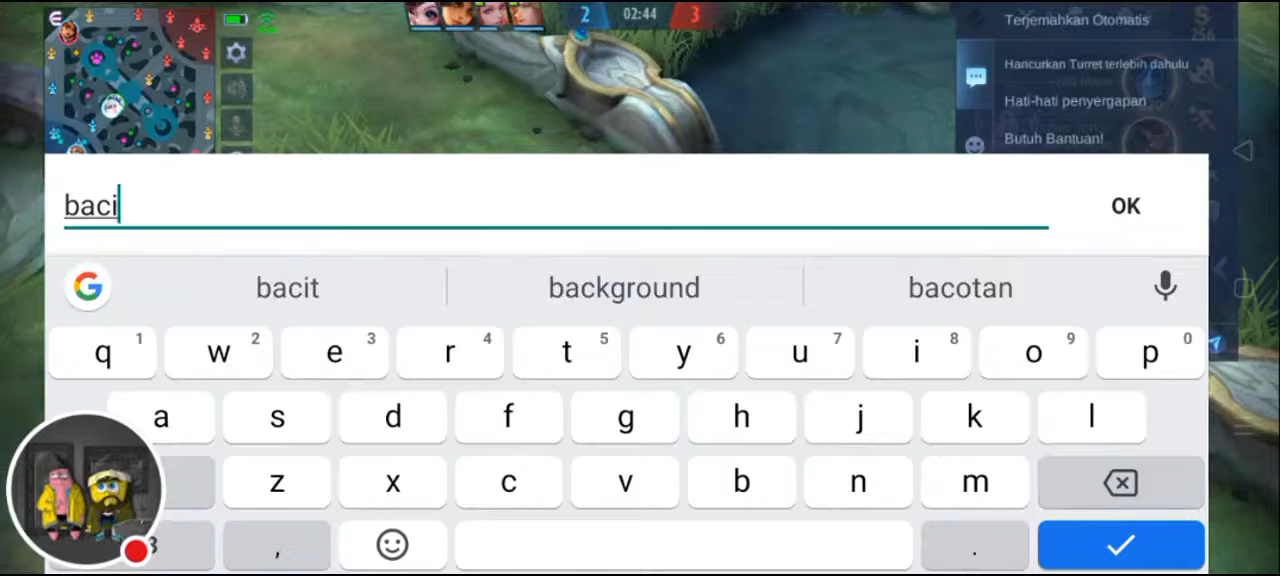 2 02:44 3
Terjemahkan Otomatis
Hancurkan Turret terlebih dahulu
Hati-hati penyergapan
Butuh Bantuan!
256
baci
OK
bacit background bacotan
q 1 w 2 e 3 r 4 t 5 y 6 u 7 i 8 o 9 p 0
a s d f g h j k l
z x c v b n m
, .